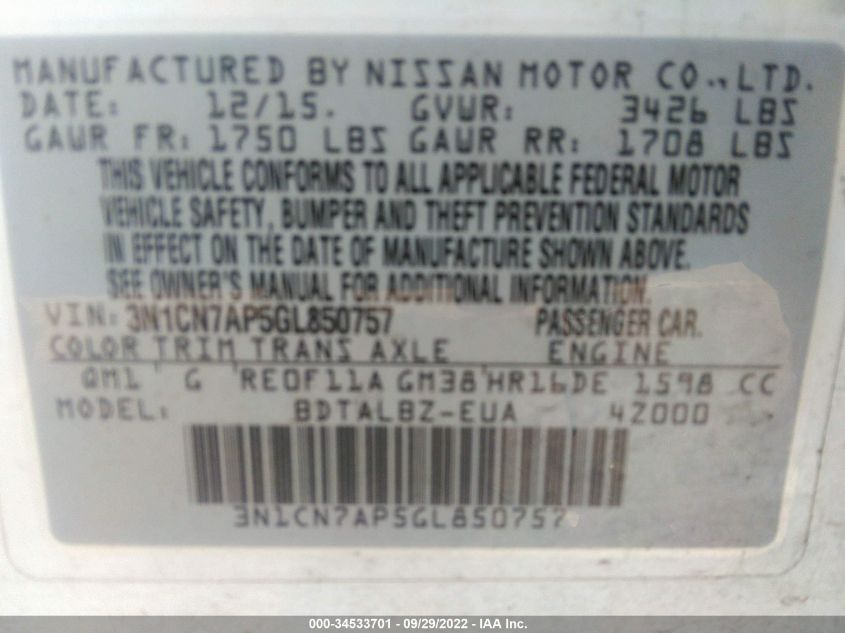 MANUFACTURED BY NISSAN MOTOR CO., LTD.
DATE: 12/15. GVWR: 3426 LBS
GAWR FR: 1750 LBS GAWR RR: 1708 LBS
THIS VEHICLE CONFORMS TO ALL APPLICABLE FEDERAL MOTOR
VEHICLE SAFETY, BUMPER AND THEFT PREVENTION STANDARDS
IN EFFECT ON THE DATE OF MANUFACTURE SHOWN ABOVE.
SEE OWNER'S MANUAL FOR ADDITIONAL INFORMATION.
VIN: 3N1CN7AP5GL850757 PASSENGER CAR.
COLOR TRIM TRANS AXLE ENGINE
QM1 ' G 'RE0F11A GM38'HR16DE 1598 CC
MODEL: BDTALBZ-EUA 4Z000
3N1CN7AP5GL850757
000-34533701 - 09/29/2022 - IAA Inc.